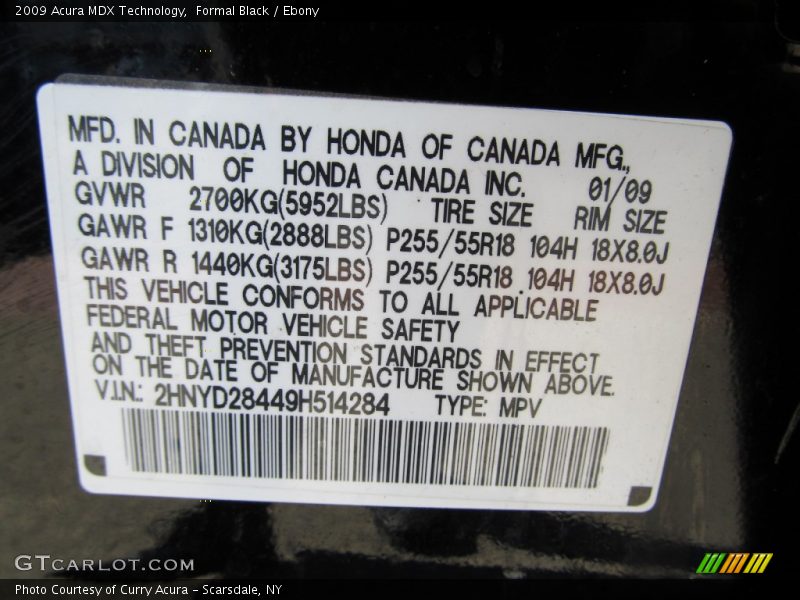 2009 Acura MDX Technology,  Formal Black / Ebony
MFD. IN CANADA BY HONDA OF CANADA MFG.,
A DIVISION OF HONDA CANADA INC. 01/09
GVWR 2700KG(5952LBS) TIRE SIZE RIM SIZE
GAWR F 1310KG(2888LBS) P255/55R18 104H 18X8.0J
GAWR R 1440KG(3175LBS) P255/55R18 104H 18X8.0J
THIS VEHICLE CONFORMS TO ALL APPLICABLE
FEDERAL MOTOR VEHICLE SAFETY
AND THEFT PREVENTION STANDARDS IN EFFECT
ON THE DATE OF MANUFACTURE SHOWN ABOVE.
V.I.N.: 2HNYD28449H514284 TYPE: MPV
GTcarlot.com
Photo Courtesy of Curry Acura - Scarsdale, NY